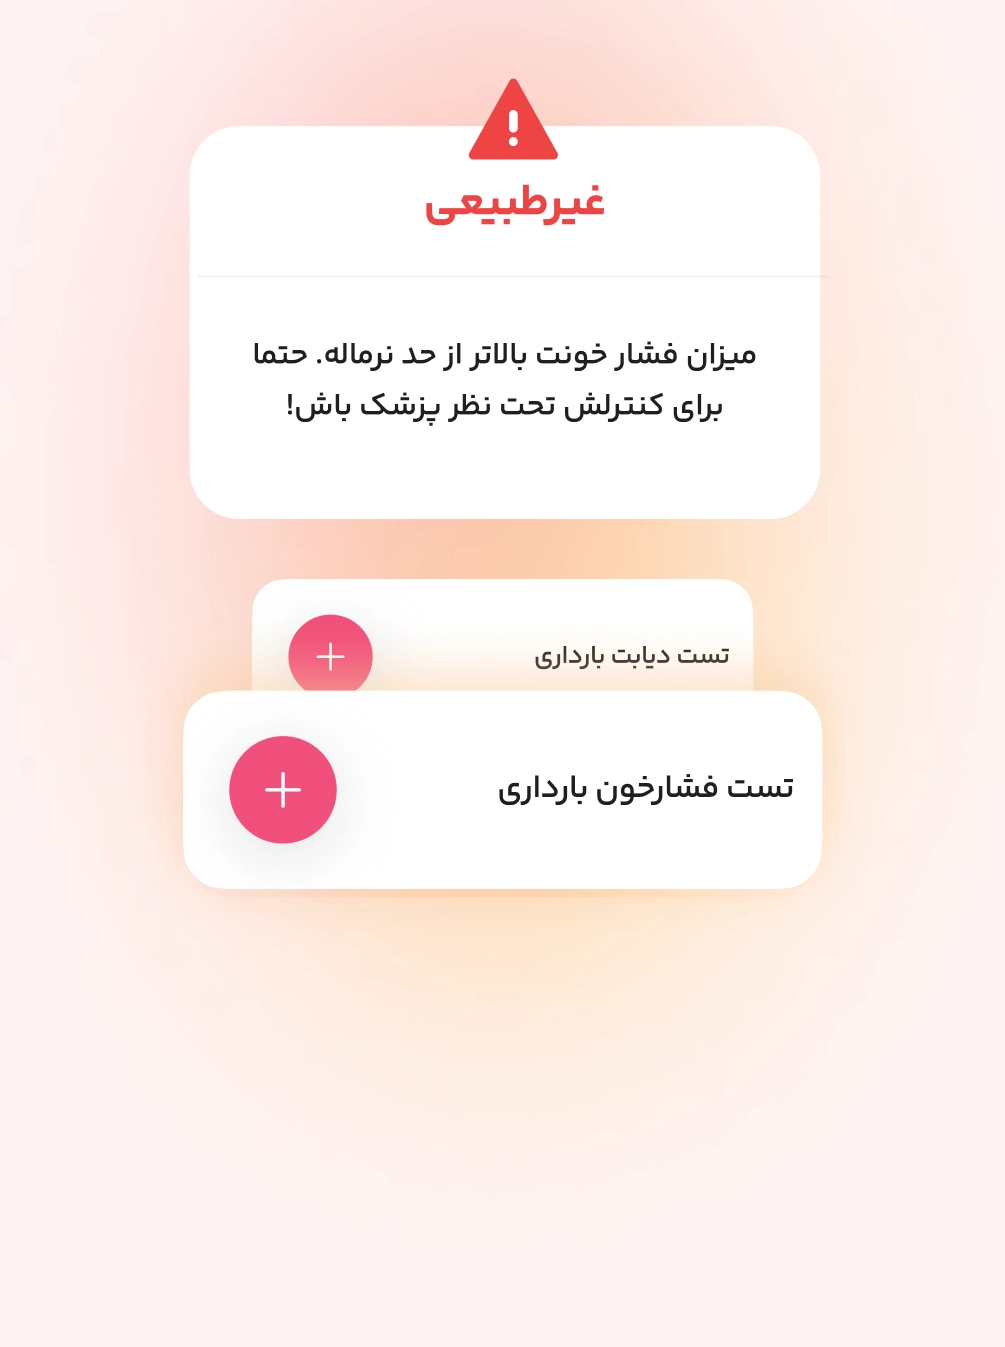 غیرطبیعی
میزان فشار خونت بالاتر از حد نرماله. حتما
برای کنترلش تحت نظر پزشک باش!
تست دیابت بارداری
تست فشارخون بارداری